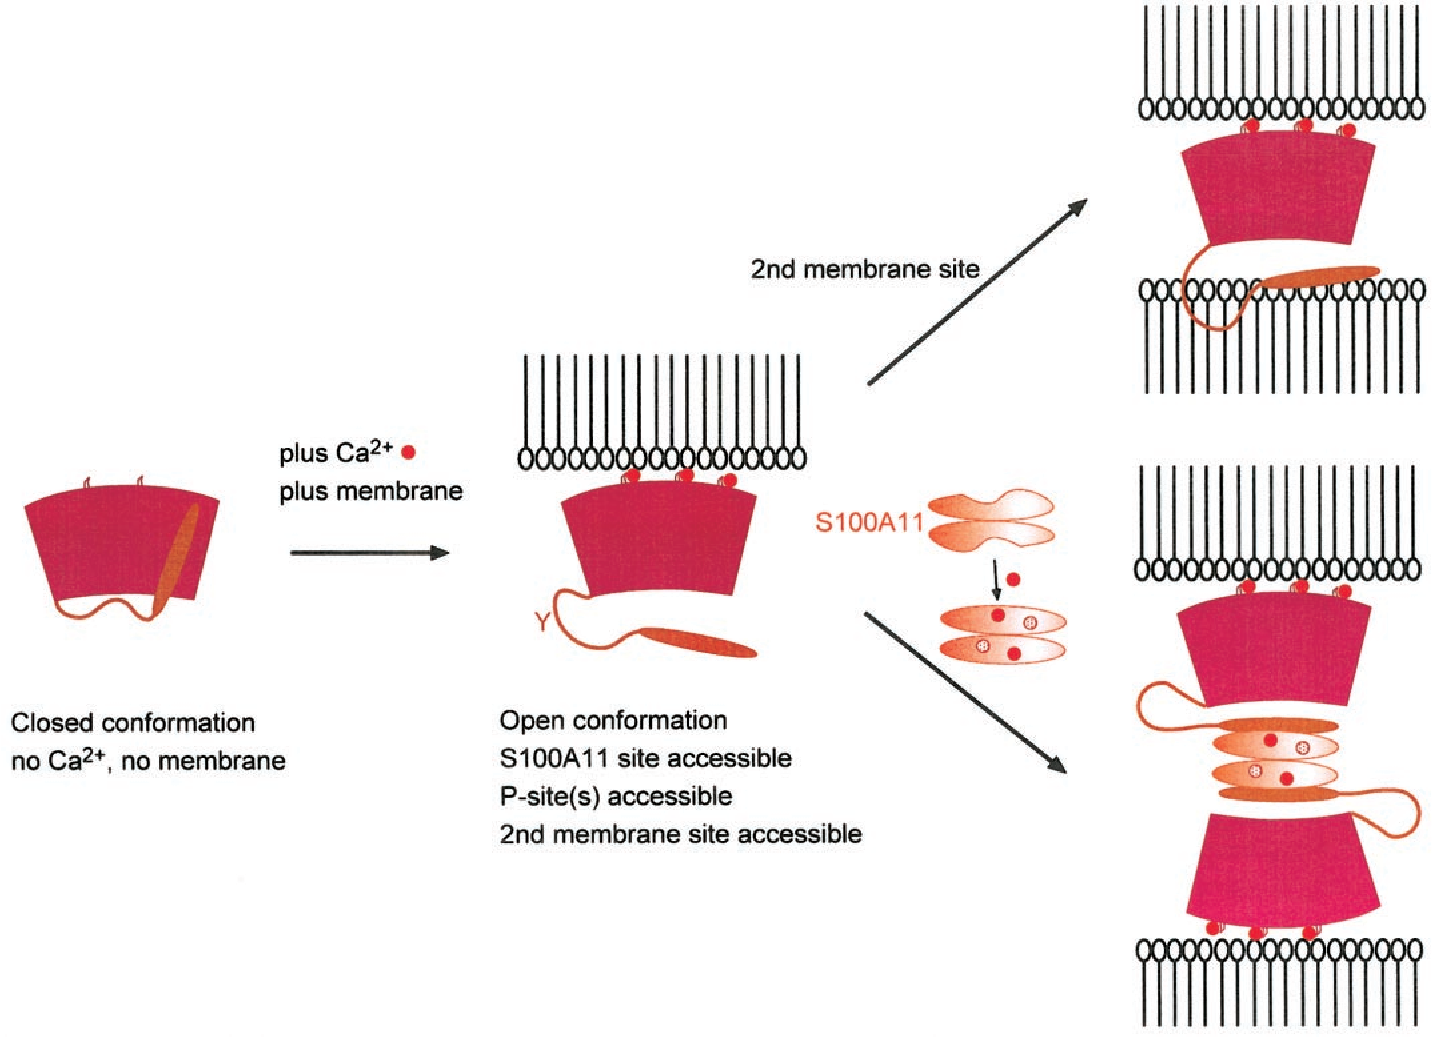 2nd membrane site
plus Ca²⁺
plus membrane
S100A11
Y
Closed conformation
no Ca²⁺, no membrane
Open conformation
S100A11 site accessible
P-site(s) accessible
2nd membrane site accessible